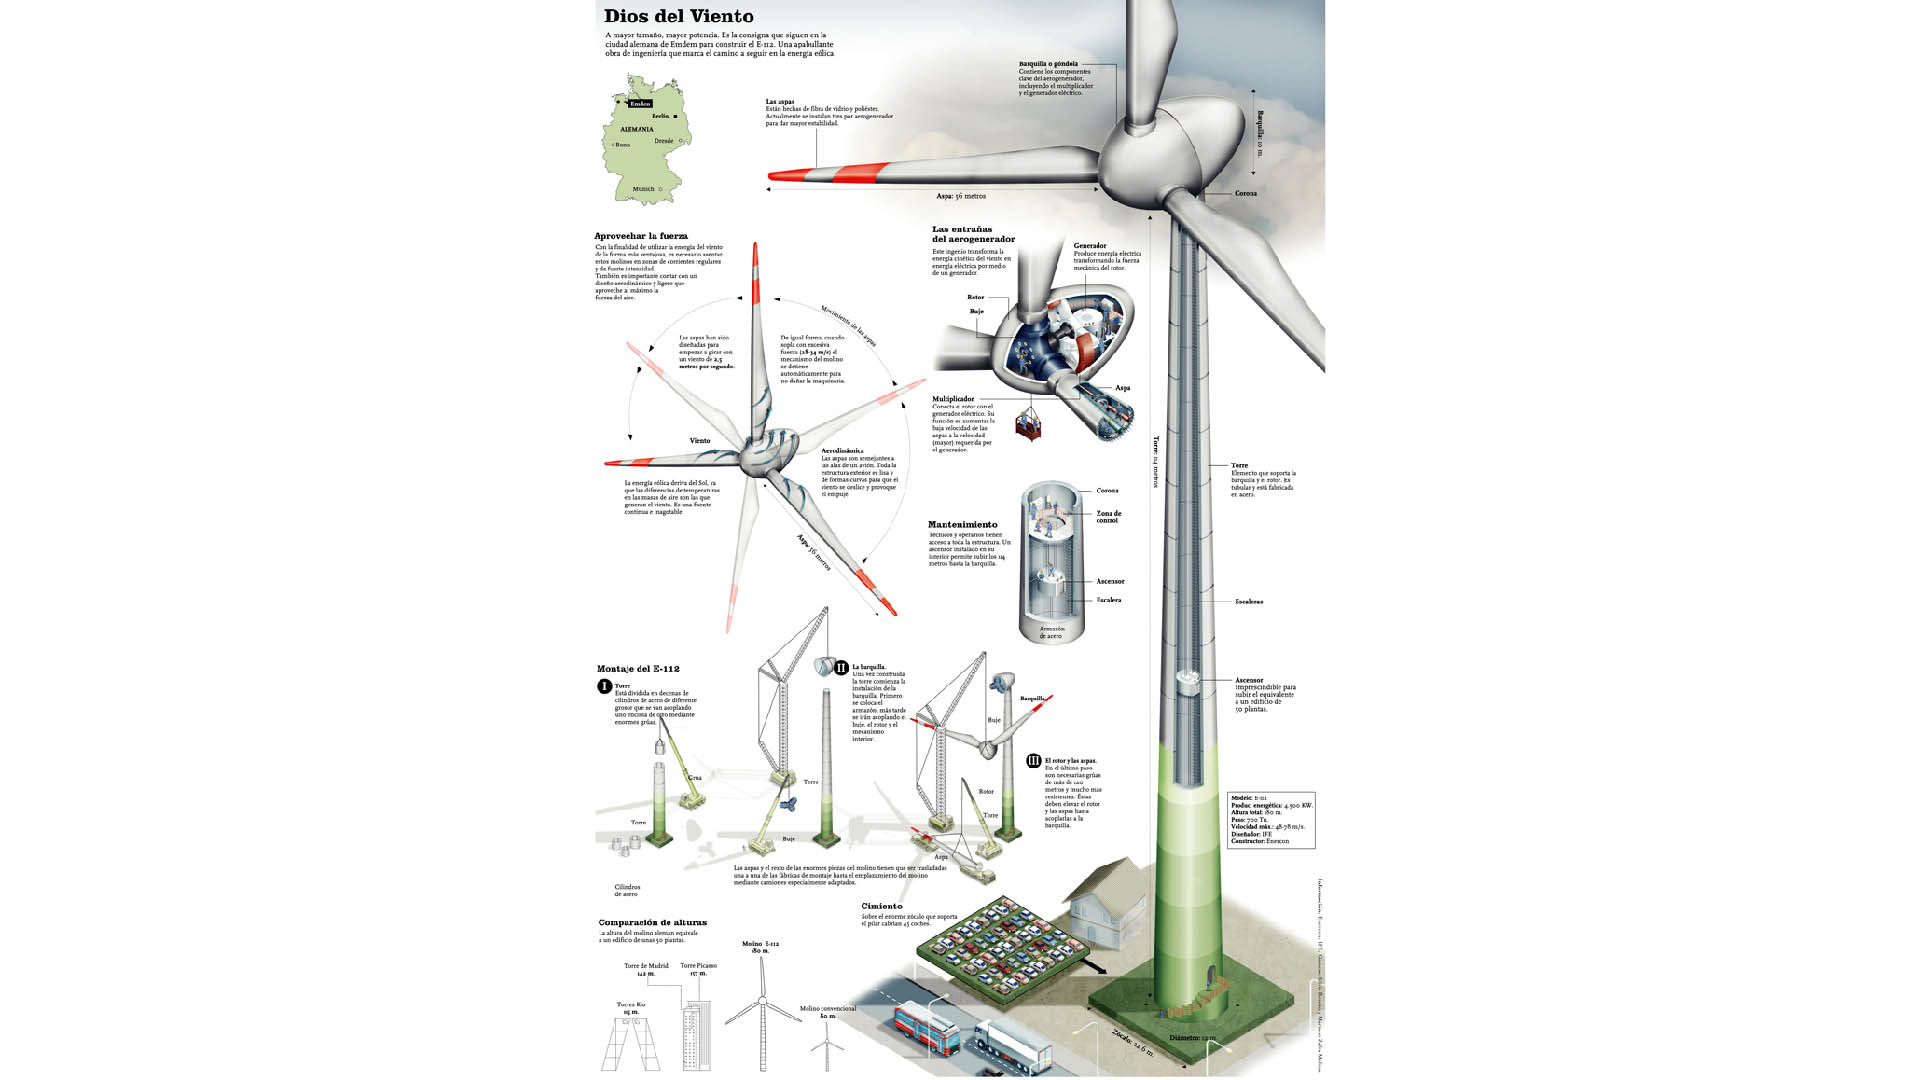 Dios del Viento
A mayor tamaño, mayor potencia. Es la consigna que siguen en la
ciudad alemana de Emdem para construir el E-112. Una apabullante
obra de ingeniería que marca el camino a seguir en la energía eólica
Emden
Berlín
ALEMANIA
Dresde
Bonn
Munich
Las aspas
Están hechas de fibra de vidrio y poliéster.
Actualmente se instalan tres por aerogenerador
para dar mayor estabilidad.
Barquilla o góndola
Contiene los componentes
clave del aerogenerador,
incluyendo el multiplicador
y el generador eléctrico.
Barquilla: 10 m.
Aspa: 56 metros
Corona
Aprovechar la fuerza
Con la finalidad de utilizar la energía del viento
de la forma más ventajosa, es necesario asentar
estos molinos en zonas de corrientes regulares
y de fuerte intensidad.
También es importante contar con un
diseño aerodinámico y ligero que
aproveche al máximo la
fuerza del aire.
Movimiento de las aspas
Las aspas han sido
diseñadas para
empezar a girar con
un viento de 2,5
metros por segundo.
De igual forma, cuando
sopla con excesiva
fuerza (28-34 m/s) el
mecanismo del molino
se detiene
automáticamente para
no dañar la maquinaria.
Viento
Aerodinámica
Las aspas son semejantes a
las alas de un avión. Toda la
estructura exterior es lisa y
de formas curvas para que el
viento se deslice y provoque
el empuje
La energía eólica deriva del Sol, ya
que las diferencias de temperaturas
en las masas de aire son las que
generan el viento. Es una fuente
continua e inagotable
Aspa: 56 metros
Las entrañas
del aerogenerador
Este ingenio transforma la
energía cinética del viento en
energía eléctrica por medio
de un generador.
Generador
Produce energía eléctrica
transformando la fuerza
mecánica del rotor.
Rotor
Buje
Aspa
Multiplicador
Conecta el rotor con el
generador eléctrico. Su
función es aumentar la
baja velocidad de las
aspas a la velocidad
(mayor) requerida por
el generador.
Torre: 114 metros
Torre
Elemento que soporta la
barquilla y el rotor. Es
tubular y está fabricada
en acero.
Mantenimiento
Técnicos y operarios tienen
acceso a toda la estructura. Un
ascensor instalado en su
interior permite subir los 114
metros hasta la barquilla.
Corona
Zona de
control
Ascensor
Escalera
Armazón
de acero
Escaleras
Ascensor
Imprescindible para
subir el equivalente
a un edificio de
50 plantas.
Montaje del E-112
I
Torre
Está dividida en decenas de
cilindros de acero de diferente
grosor que se van acoplando
uno encima de otro mediante
enormes grúas.
Grúa
Torre
Cilindros
de acero
II
La barquilla.
Una vez construida
la torre comienza la
instalación de la
barquilla. Primero
se coloca el
armazón, más tarde
se irán acoplando el
buje, el rotor y el
mecanismo
interior.
Torre
Buje
Barquilla
Buje
Rotor
Torre
Aspa
III
El rotor y las aspas.
En el último paso
son necesarias grúas
de más de 120
metros y mucho más
resistentes. Éstas
deben elevar el rotor
y las aspas hasta
acoplarlas a la
barquilla.
Las aspas y el resto de las enormes piezas del molino tienen que ser trasladadas
una a una de las fábricas de montaje hasta el emplazamiento del molino
mediante camiones especialmente adaptados.
Modelo: E-112
Produc. energética: 4.500 KW.
Altura total: 180 m.
Peso: 700 Tn.
Velocidad máx.: 48-78 m/s.
Diseñador: IFE
Constructor: Enercon
Comparación de alturas
La altura del molino alemán equivale
a un edificio de unas 50 plantas.
Torres Kio
115 m.
Torre de Madrid
142 m.
Torre Picasso
157 m.
Molino E-112
180 m.
Molino convencional
80 m.
Cimiento
Sobre el enorme zócalo que soporta
el pilar cabrían 45 coches.
Zócalo: 24,6 m.
Diámetro: 12 m.